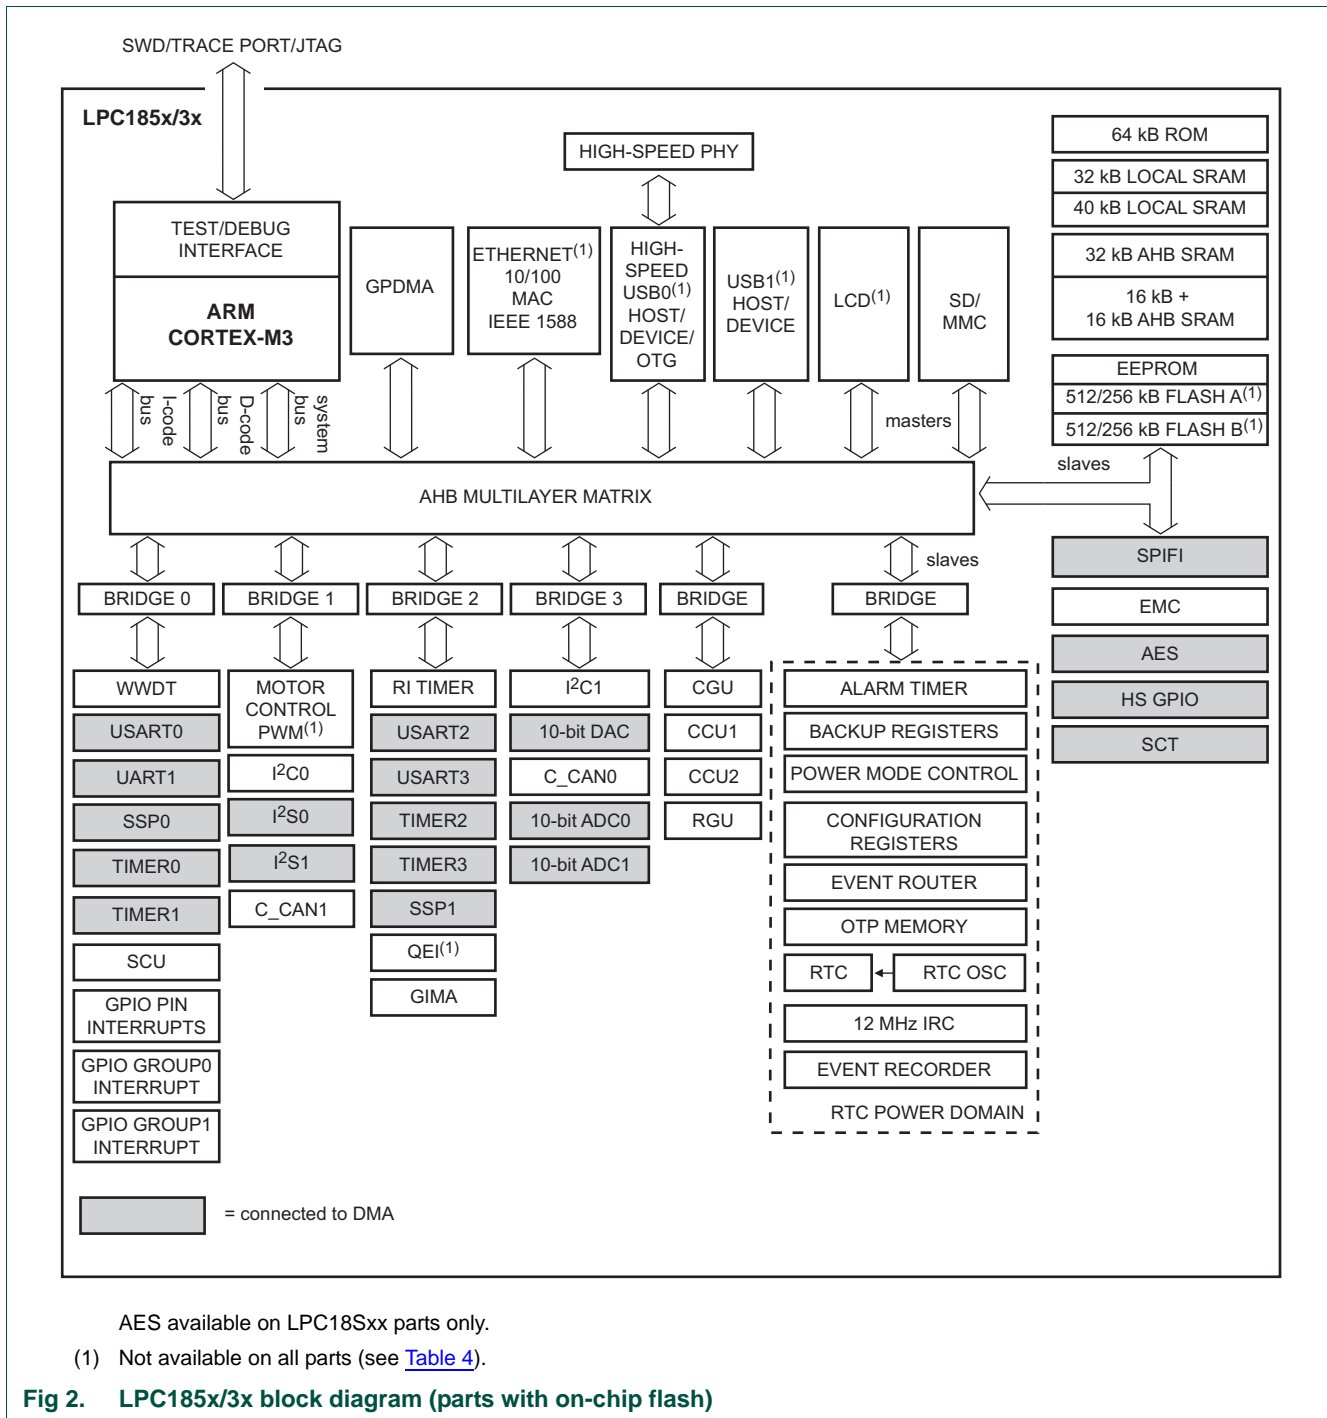 SWD/TRACE PORT/JTAG
LPC185x/3x
HIGH-SPEED PHY
TEST/DEBUG
INTERFACE
ARM
CORTEX-M3
GPDMA
ETHERNET(1)
10/100
MAC
IEEE 1588
HIGH-
SPEED
USB0(1)
HOST/
DEVICE/
OTG
USB1(1)
HOST/
DEVICE
LCD(1)
SD/
MMC
64 kB ROM
32 kB LOCAL SRAM
40 kB LOCAL SRAM
32 kB AHB SRAM
16 kB +
16 kB AHB SRAM
EEPROM
512/256 kB FLASH A(1)
512/256 kB FLASH B(1)
I-code
bus
D-code
bus
system
bus
masters
slaves
AHB MULTILAYER MATRIX
slaves
BRIDGE 0
BRIDGE 1
BRIDGE 2
BRIDGE 3
BRIDGE
BRIDGE
WWDT
USART0
UART1
SSP0
TIMER0
TIMER1
SCU
GPIO PIN
INTERRUPTS
GPIO GROUP0
INTERRUPT
GPIO GROUP1
INTERRUPT
MOTOR
CONTROL
PWM(1)
I2C0
I2S0
I2S1
C_CAN1
RI TIMER
USART2
USART3
TIMER2
TIMER3
SSP1
QEI(1)
GIMA
I2C1
10-bit DAC
C_CAN0
10-bit ADC0
10-bit ADC1
CGU
CCU1
CCU2
RGU
ALARM TIMER
BACKUP REGISTERS
POWER MODE CONTROL
CONFIGURATION
REGISTERS
EVENT ROUTER
OTP MEMORY
RTC
RTC OSC
12 MHz IRC
EVENT RECORDER
RTC POWER DOMAIN
SPIFI
EMC
AES
HS GPIO
SCT
= connected to DMA
AES available on LPC18Sxx parts only.
(1) Not available on all parts (see Table 4).
Fig 2. LPC185x/3x block diagram (parts with on-chip flash)